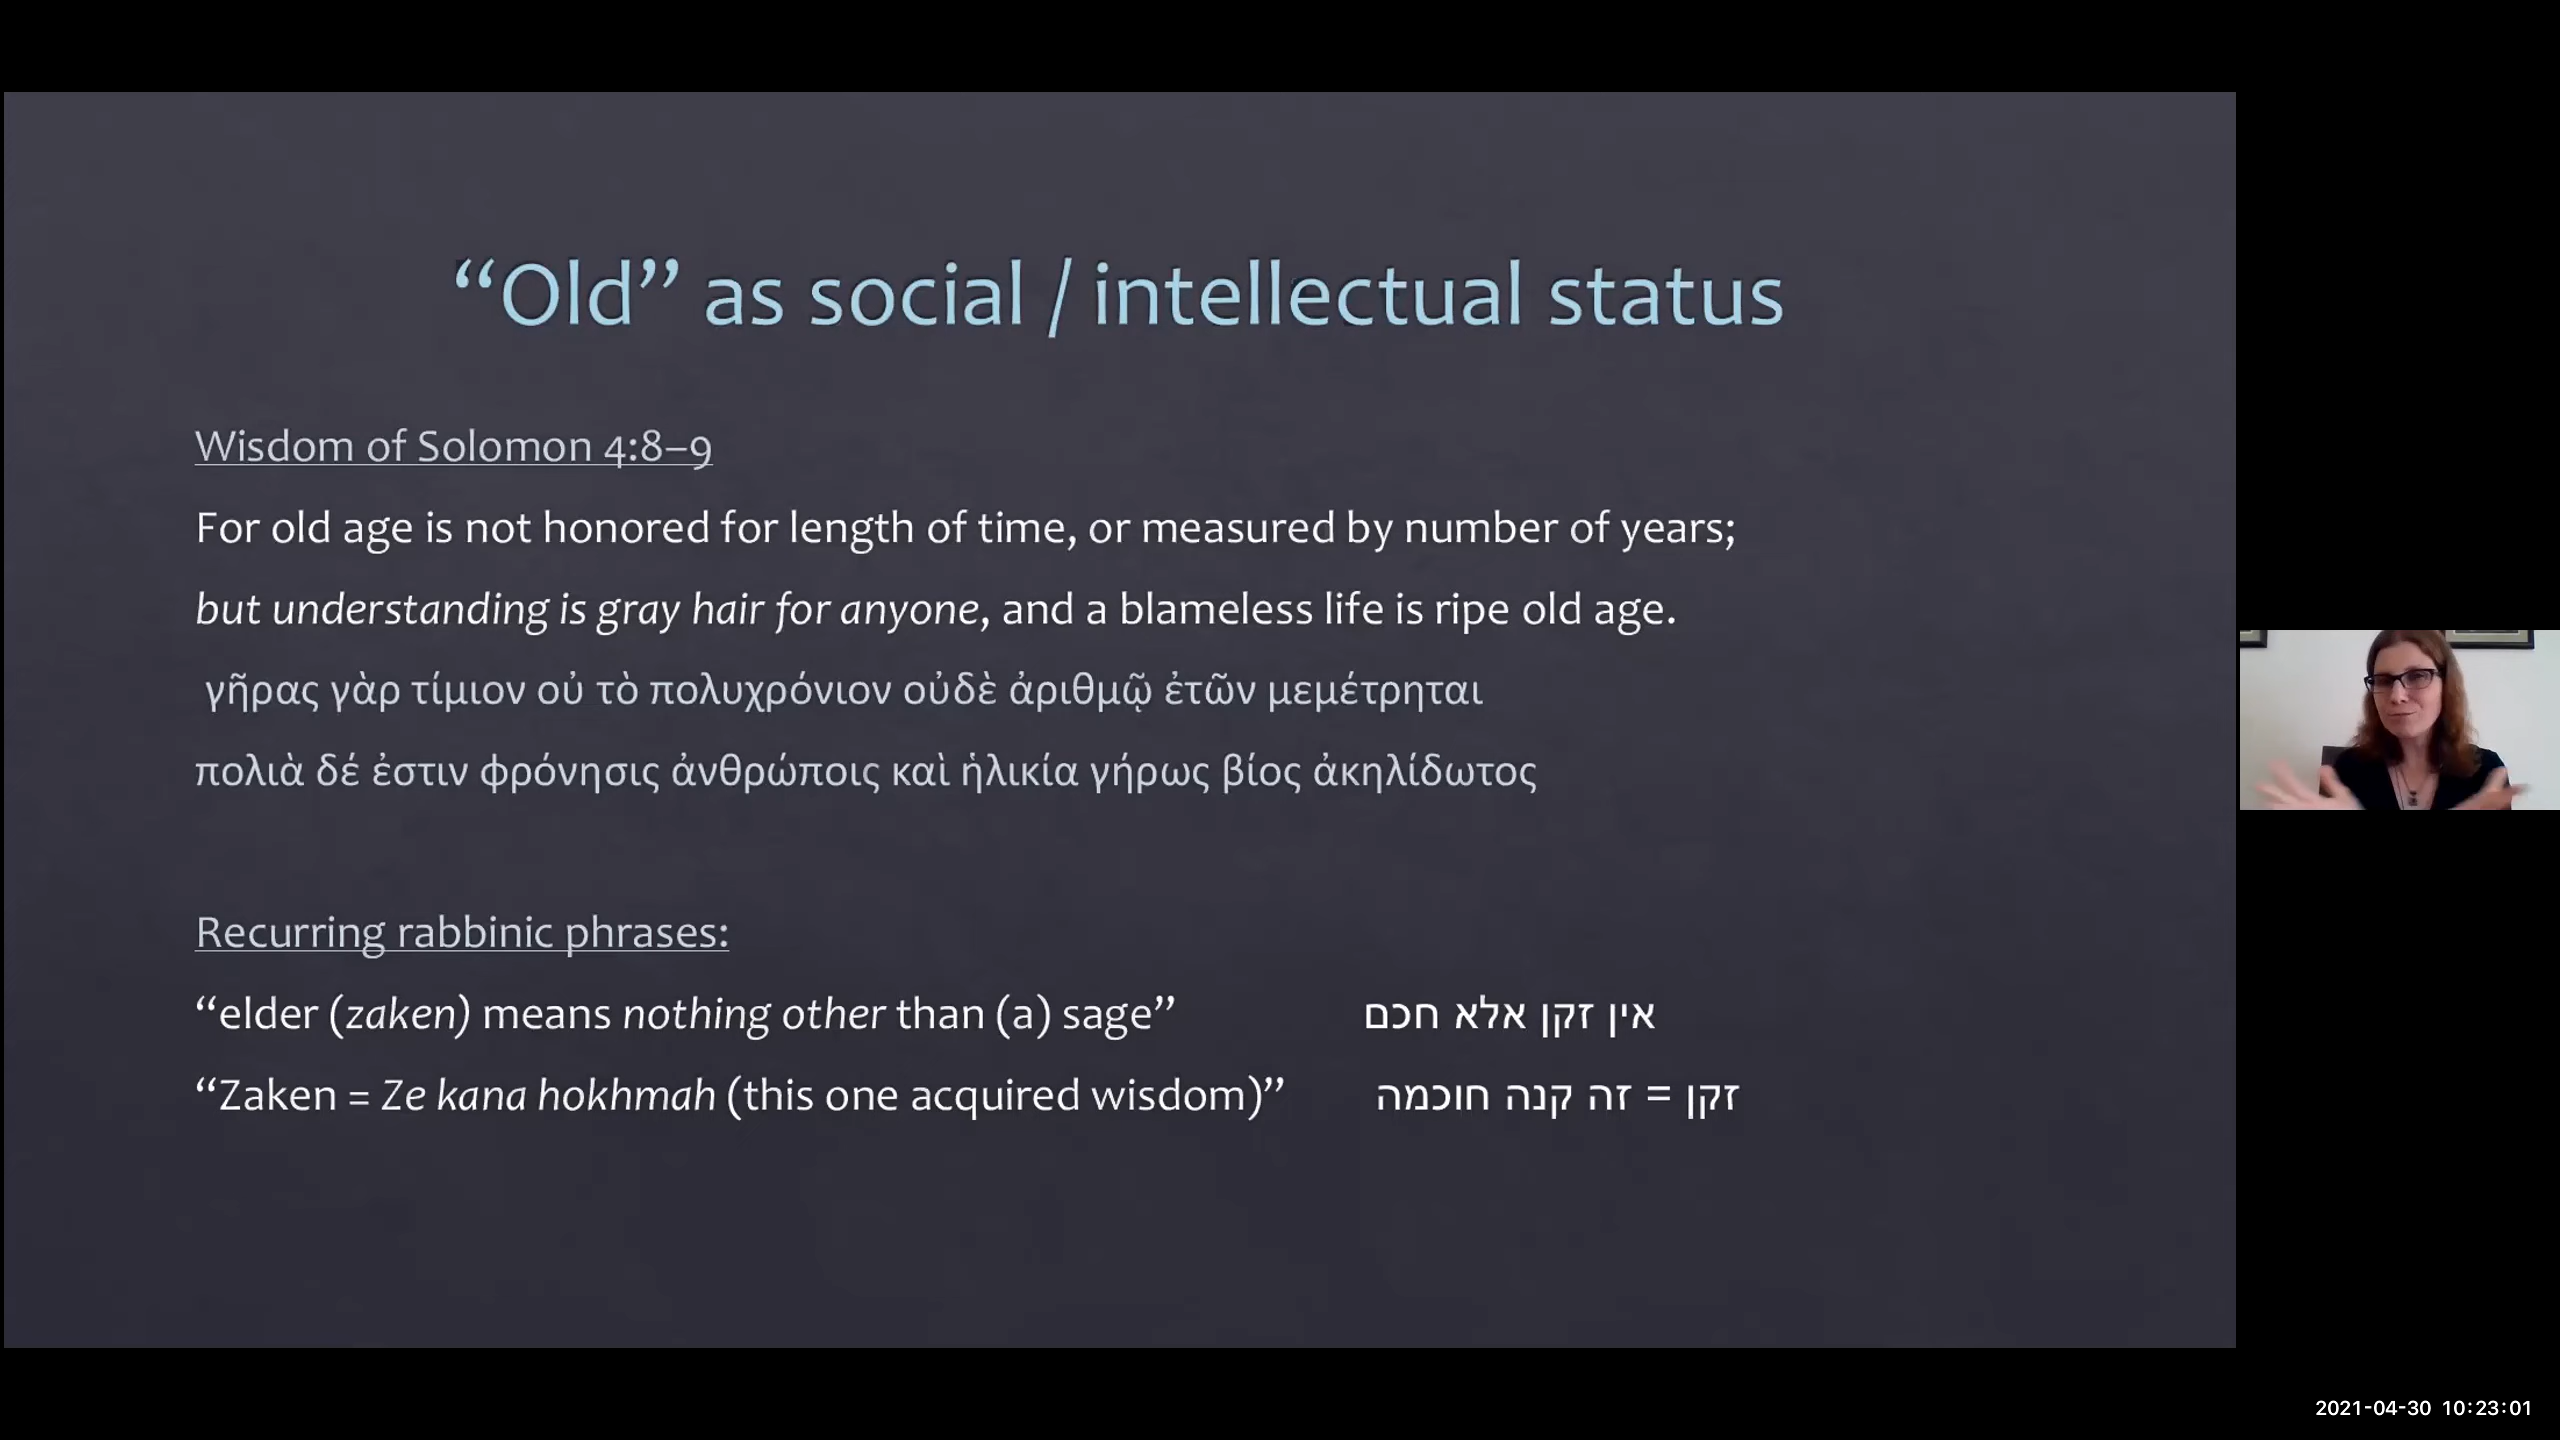 “Old” as social / intellectual status
Wisdom of Solomon 4:8–9
For old age is not honored for length of time, or measured by number of years;
but understanding is gray hair for anyone, and a blameless life is ripe old age.
γῆρας γὰρ τίμιον οὐ τὸ πολυχρόνιον οὐδὲ ἀριθμῷ ἐτῶν μεμέτρηται
πολιὰ δέ ἐστιν φρόνησις ἀνθρώποις καὶ ἡλικία γήρως βίος ἀκηλίδωτος
Recurring rabbinic phrases:
“elder (zaken) means nothing other than (a) sage” אין זקן אלא חכם
“Zaken = Ze kana hokhmah (this one acquired wisdom)” זקן = זה קנה חוכמה
2021-04-30 10:23:01